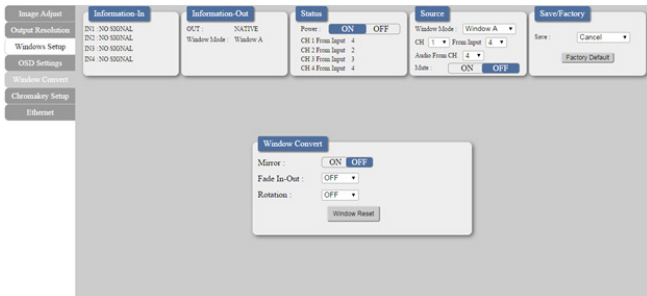 Image Adjust
Output Resolution
Windows Setup
OSD Settings
Window Convert
Chromakey Setup
Ethernet
Information-In
IN1 : NO SIGNAL
IN2 : NO SIGNAL
IN3 : NO SIGNAL
IN4 : NO SIGNAL
Information-Out
OUT : NATIVE
Window Mode : Window A
Status
Power : ON OFF
CH 1 From Input 4
CH 2 From Input 2
CH 3 From Input 3
CH 4 From Input 4
Source
Window Mode : Window A
CH 1 From Input 4
Audio From CH 4
Mute : ON OFF
Save/Factory
Save : Cancel
Factory Default
Window Convert
Mirror : ON OFF
Fade In-Out : OFF
Rotation : OFF
Window Reset